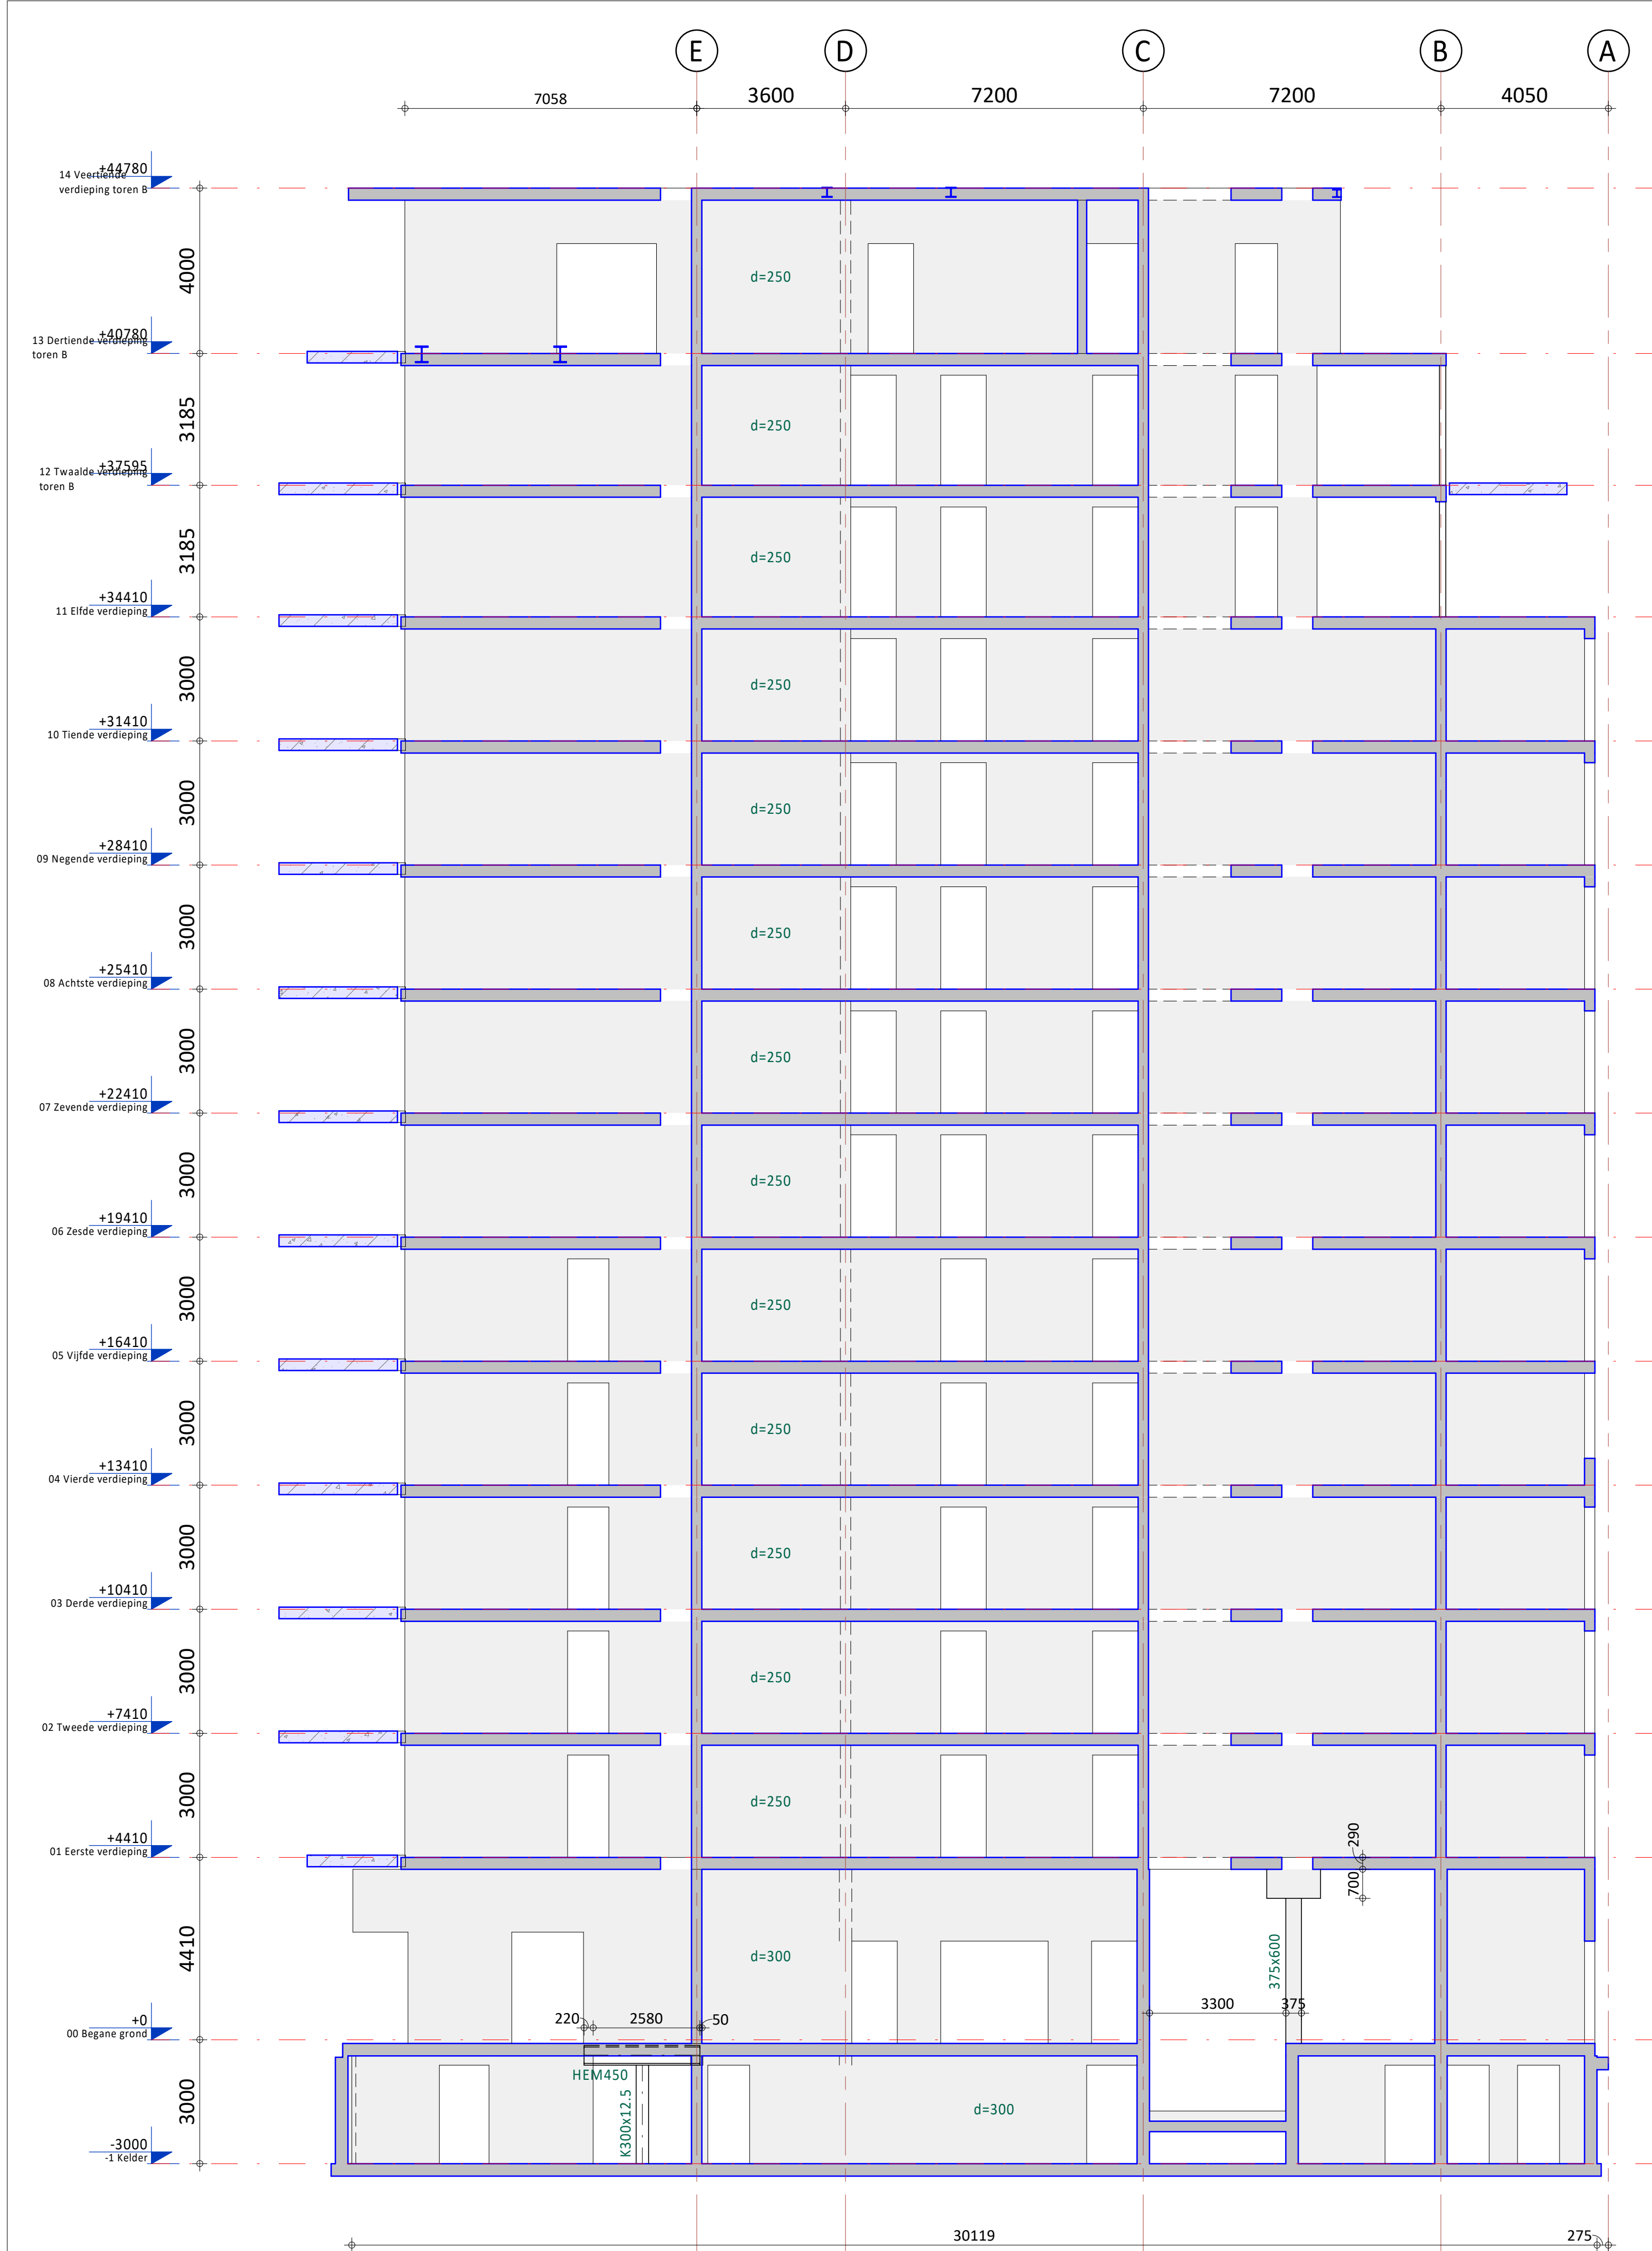 E
D
C
B
A
7058
3600
7200
7200
4050
+44780
14 Veertiende
verdieping toren B
4000
d=250
+40780
13 Dertiende verdieping
toren B
3185
d=250
+37595
12 Twaalde verdieping
toren B
3185
d=250
+34410
11 Elfde verdieping
3000
d=250
+31410
10 Tiende verdieping
3000
d=250
+28410
09 Negende verdieping
3000
d=250
+25410
08 Achtste verdieping
3000
d=250
+22410
07 Zevende verdieping
3000
d=250
+19410
06 Zesde verdieping
3000
d=250
+16410
05 Vijfde verdieping
3000
d=250
+13410
04 Vierde verdieping
3000
d=250
+10410
03 Derde verdieping
3000
d=250
+7410
02 Tweede verdieping
3000
d=250
290
+4410
01 Eerste verdieping
700
4410
d=300
375x600
3300
375
+0
00 Begane grond
220
2580
50
HEM450
K300x12.5
3000
d=300
-3000
-1 Kelder
30119
275